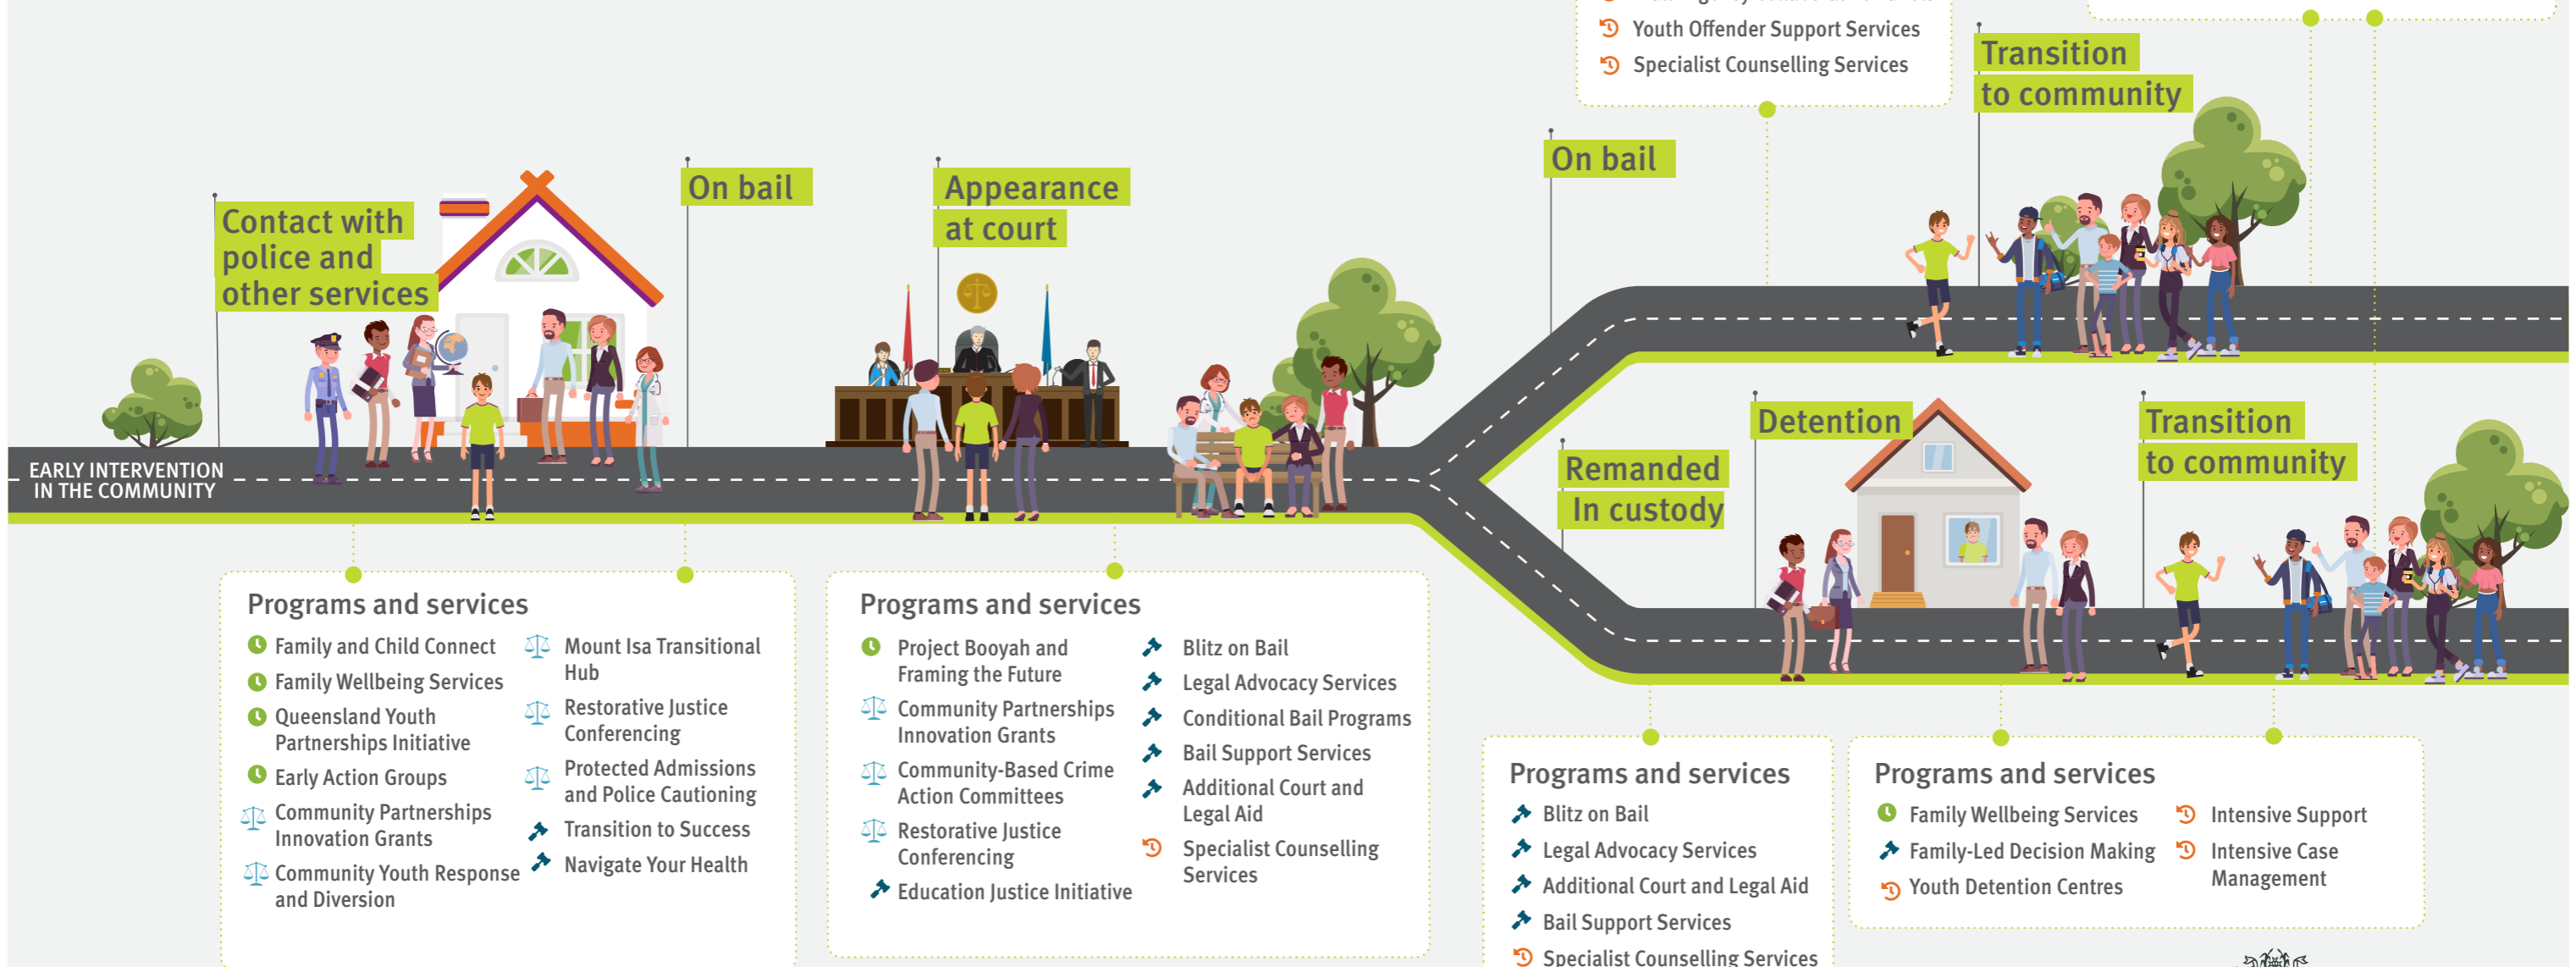 Youth Offender Support Services
Specialist Counselling Services
Transition
to community
On bail
On bail
Appearance
at court
Contact with
police and
other services
EARLY INTERVENTION
IN THE COMMUNITY
Detention
Transition
to community
Remanded
In custody
Programs and services
Family and Child Connect
Family Wellbeing Services
Queensland Youth
Partnerships Initiative
Early Action Groups
Community Partnerships
Innovation Grants
Community Youth Response
and Diversion
Mount Isa Transitional
Hub
Restorative Justice
Conferencing
Protected Admissions
and Police Cautioning
Transition to Success
Navigate Your Health
Programs and services
Project Booyah and
Framing the Future
Community Partnerships
Innovation Grants
Community-Based Crime
Action Committees
Restorative Justice
Conferencing
Education Justice Initiative
Blitz on Bail
Legal Advocacy Services
Conditional Bail Programs
Bail Support Services
Additional Court and
Legal Aid
Specialist Counselling
Services
Programs and services
Blitz on Bail
Legal Advocacy Services
Additional Court and Legal Aid
Bail Support Services
Specialist Counselling Services
Programs and services
Family Wellbeing Services
Family-Led Decision Making
Youth Detention Centres
Intensive Support
Intensive Case
Management